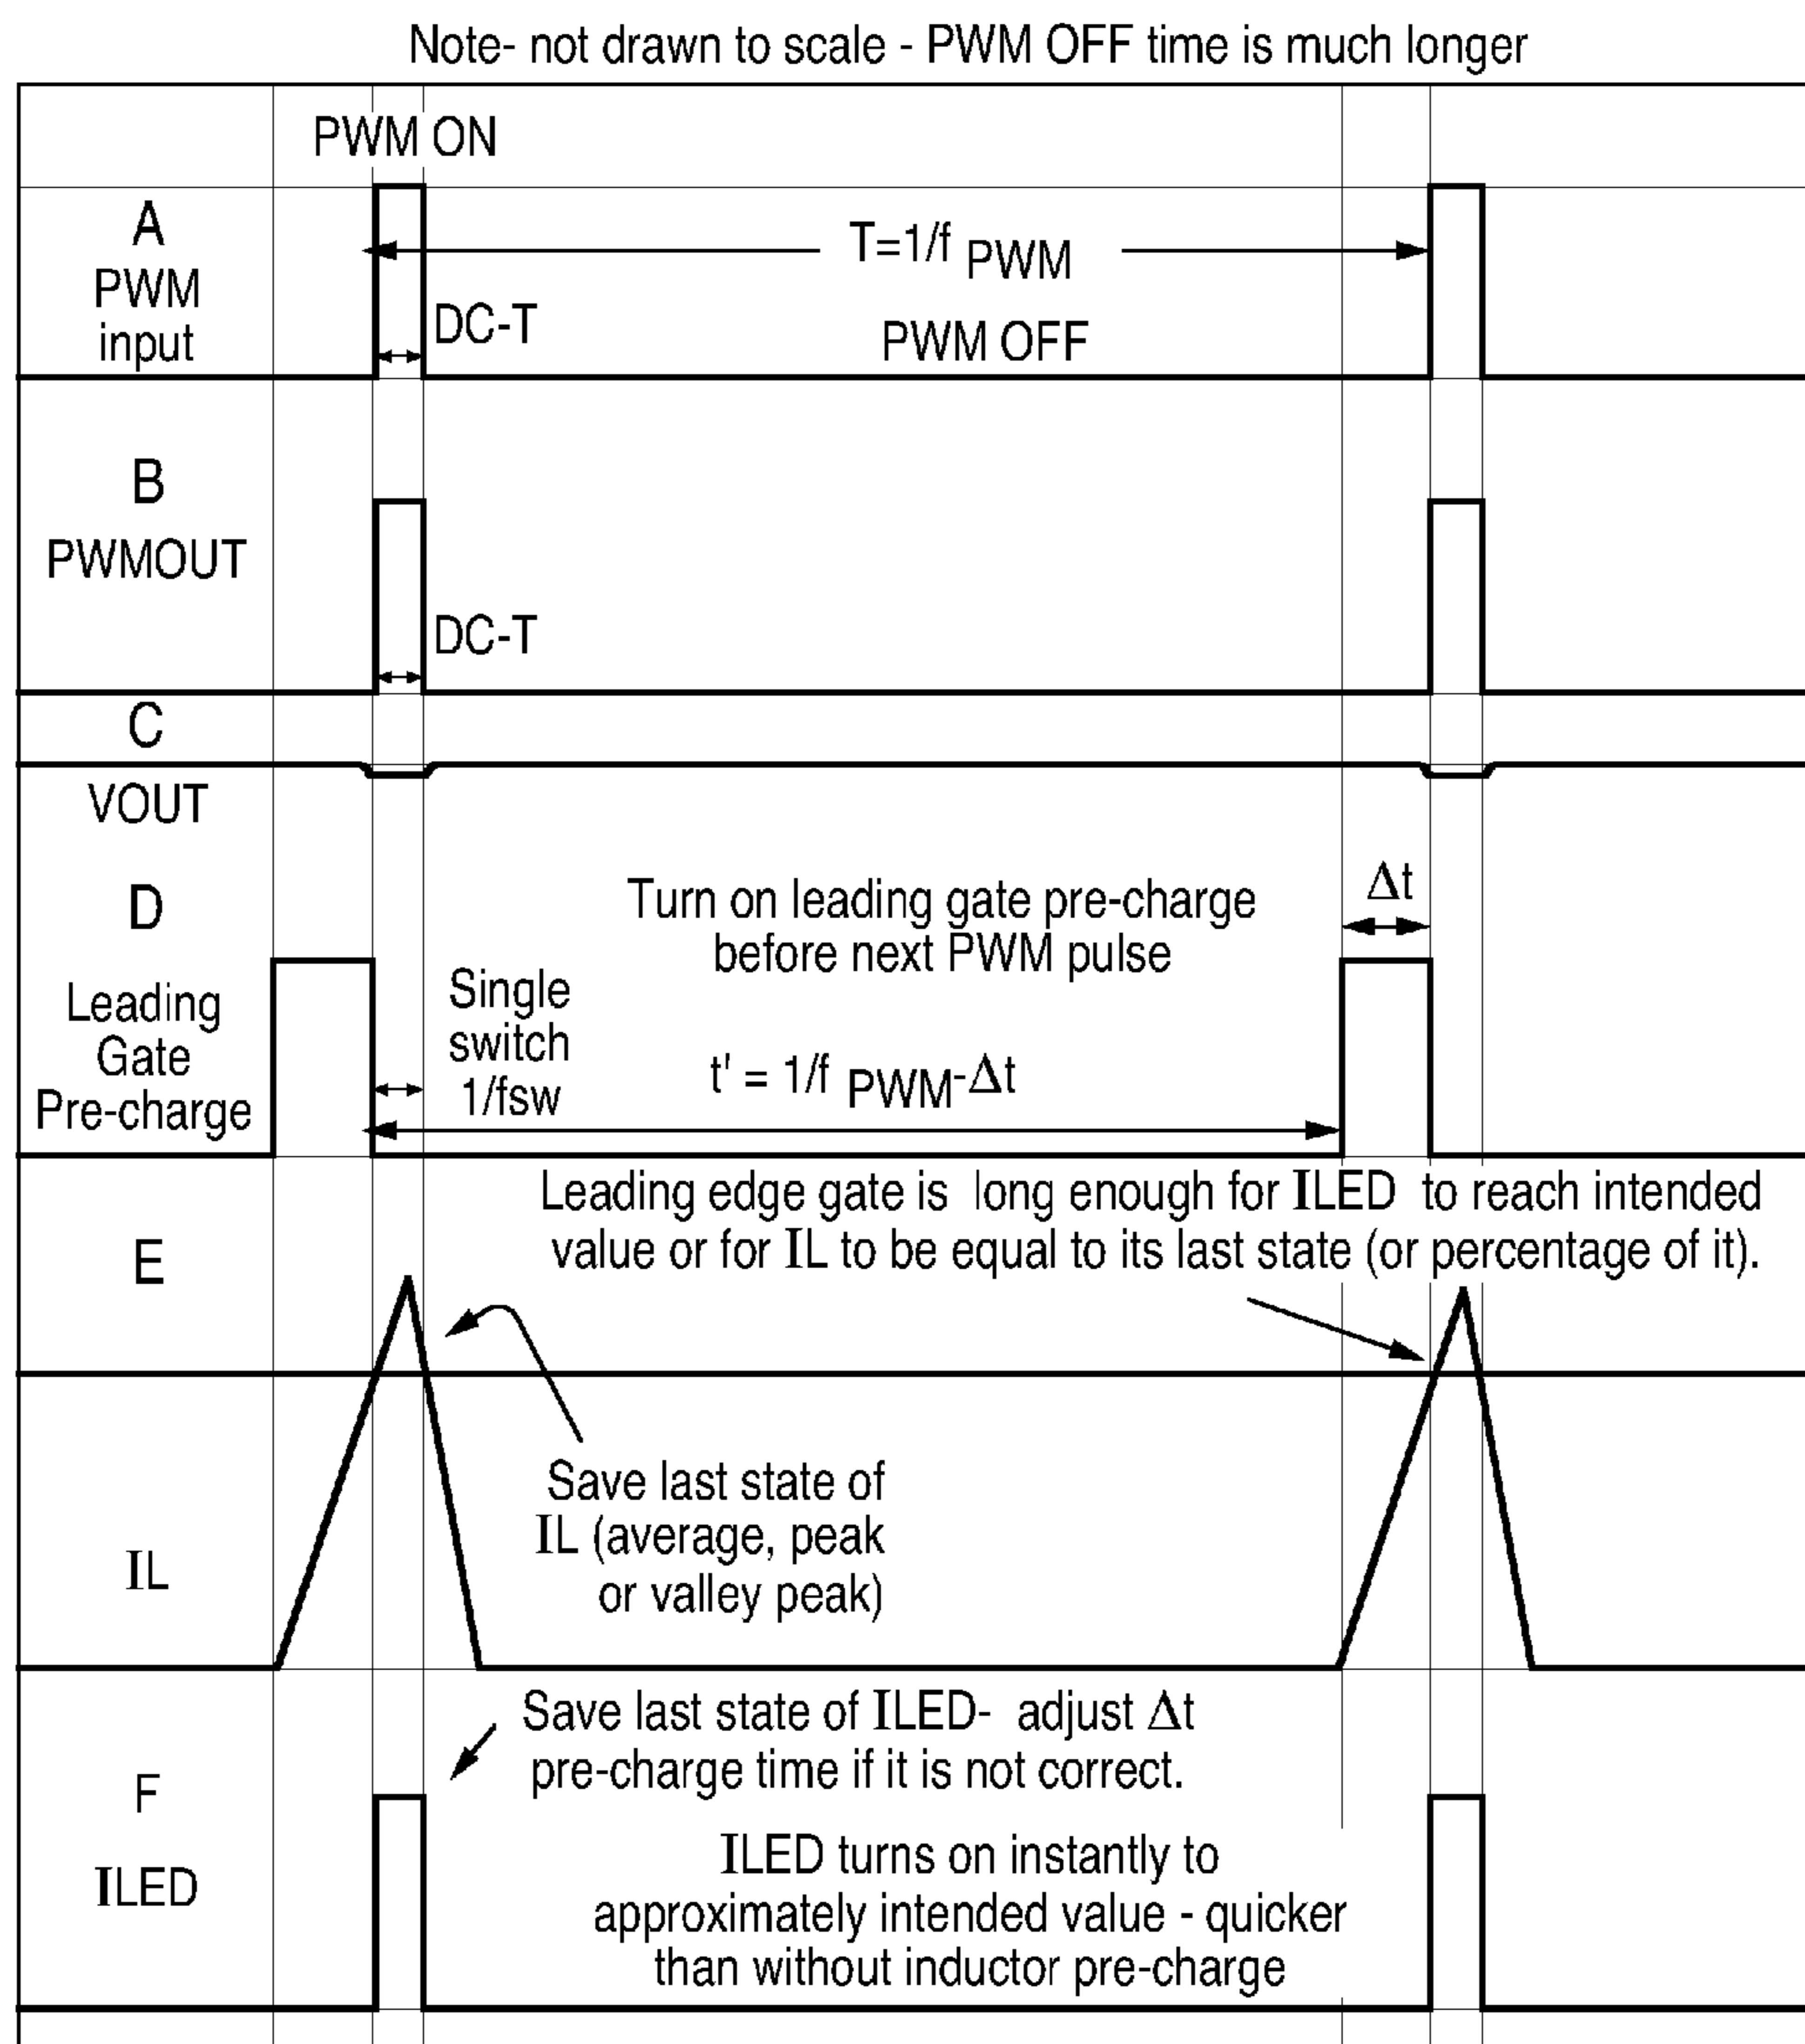 Note- not drawn to scale - PWM OFF time is much longer
PWM ON
A
PWM
input
T=1/f PWM
DC-T
PWM OFF
B
PWMOUT
DC-T
C
VOUT
D
Leading
Gate
Pre-charge
Turn on leading gate pre-charge
before next PWM pulse
Δt
Single
switch
1/fsw
t' = 1/f PWM-Δt
Leading edge gate is long enough for ILED to reach intended
value or for IL to be equal to its last state (or percentage of it).
E
IL
Save last state of
IL (average, peak
or valley peak)
F
ILED
Save last state of ILED- adjust Δt
pre-charge time if it is not correct.
ILED turns on instantly to
approximately intended value - quicker
than without inductor pre-charge